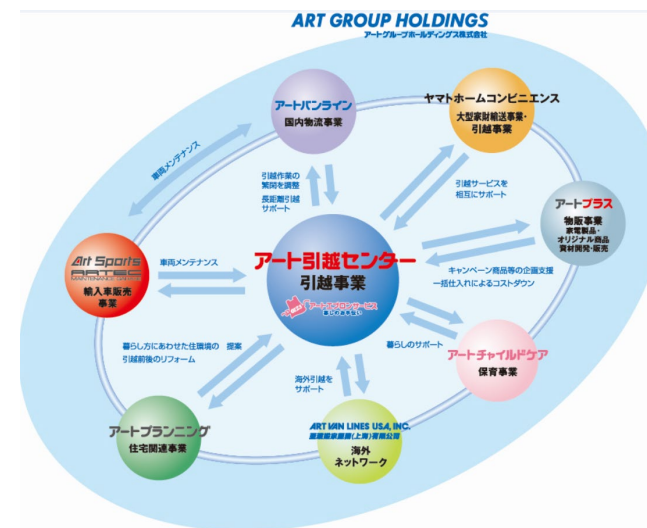 ART GROUP HOLDINGS
アートグループホールディングス株式会社
アートバンライン
国内物流事業
ヤマトホームコンビニエンス
大型家財輸送事業・
引越事業
車両メンテナンス
引越作業の
繁閑を調整
長距離引越
サポート
引越サービスを
相互にサポート
アートプラス
物販事業
家電製品・
オリジナル商品
資材開発・販売
Art Sports
ARTEC
輸入車販売
事業
車両メンテナンス
アート引越センター
引越事業
アートエプロンサービス
キャンペーン商品等の企画支援
一括仕入れによるコストダウン
暮らし方にあわせた住環境の 提案
引越前後のリフォーム
海外引越を
サポート
暮らしのサポート
アートチャイルドケア
保育事業
アートプランニング
住宅関連事業
ART VAN LINES USA, INC.
海外
ネットワーク